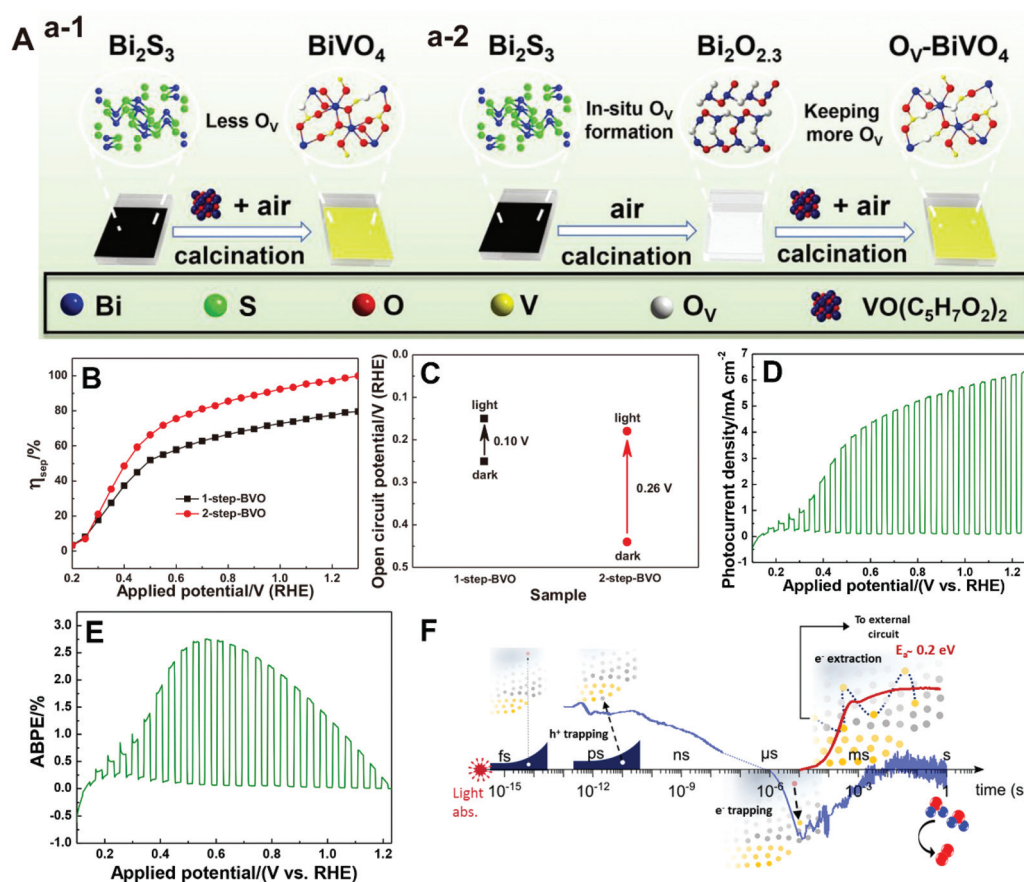 A
a-1
Bi2S3
BiVO4
Less OV
+ air
calcination
a-2
Bi2S3
Bi2O2.3
OV-BiVO4
In-situ OV
formation
Keeping
more OV
air
calcination
+ air
calcination
Bi
S
O
V
OV
VO(C5H7O2)2
B
ηsep/%
100
80
60
40
20
0
1-step-BVO
2-step-BVO
0.2 0.4 0.6 0.8 1.0 1.2
Applied potential/V (RHE)
C
Open circuit potential/V (RHE)
0.0
0.1
0.2
0.3
0.4
0.5
light
0.10 V
dark
light
0.26 V
dark
1-step-BVO 2-step-BVO
Sample
D
Photocurrent density/mA cm-2
7
6
5
4
3
2
1
0
-1
0.2 0.4 0.6 0.8 1.0 1.2
Applied potential/(V vs. RHE)
E
ABPE/%
3.0
2.5
2.0
1.5
1.0
0.5
0.0
-0.5
-1.0
0.2 0.4 0.6 0.8 1.0 1.2
Applied potential/(V vs. RHE)
F
To external
circuit
e- extraction
Ea~ 0.2 eV
h+ trapping
fs ps ns μs ms s
Light
abs.
10-15 10-12 10-9 10-6 10-3 1 time (s
e- trapping